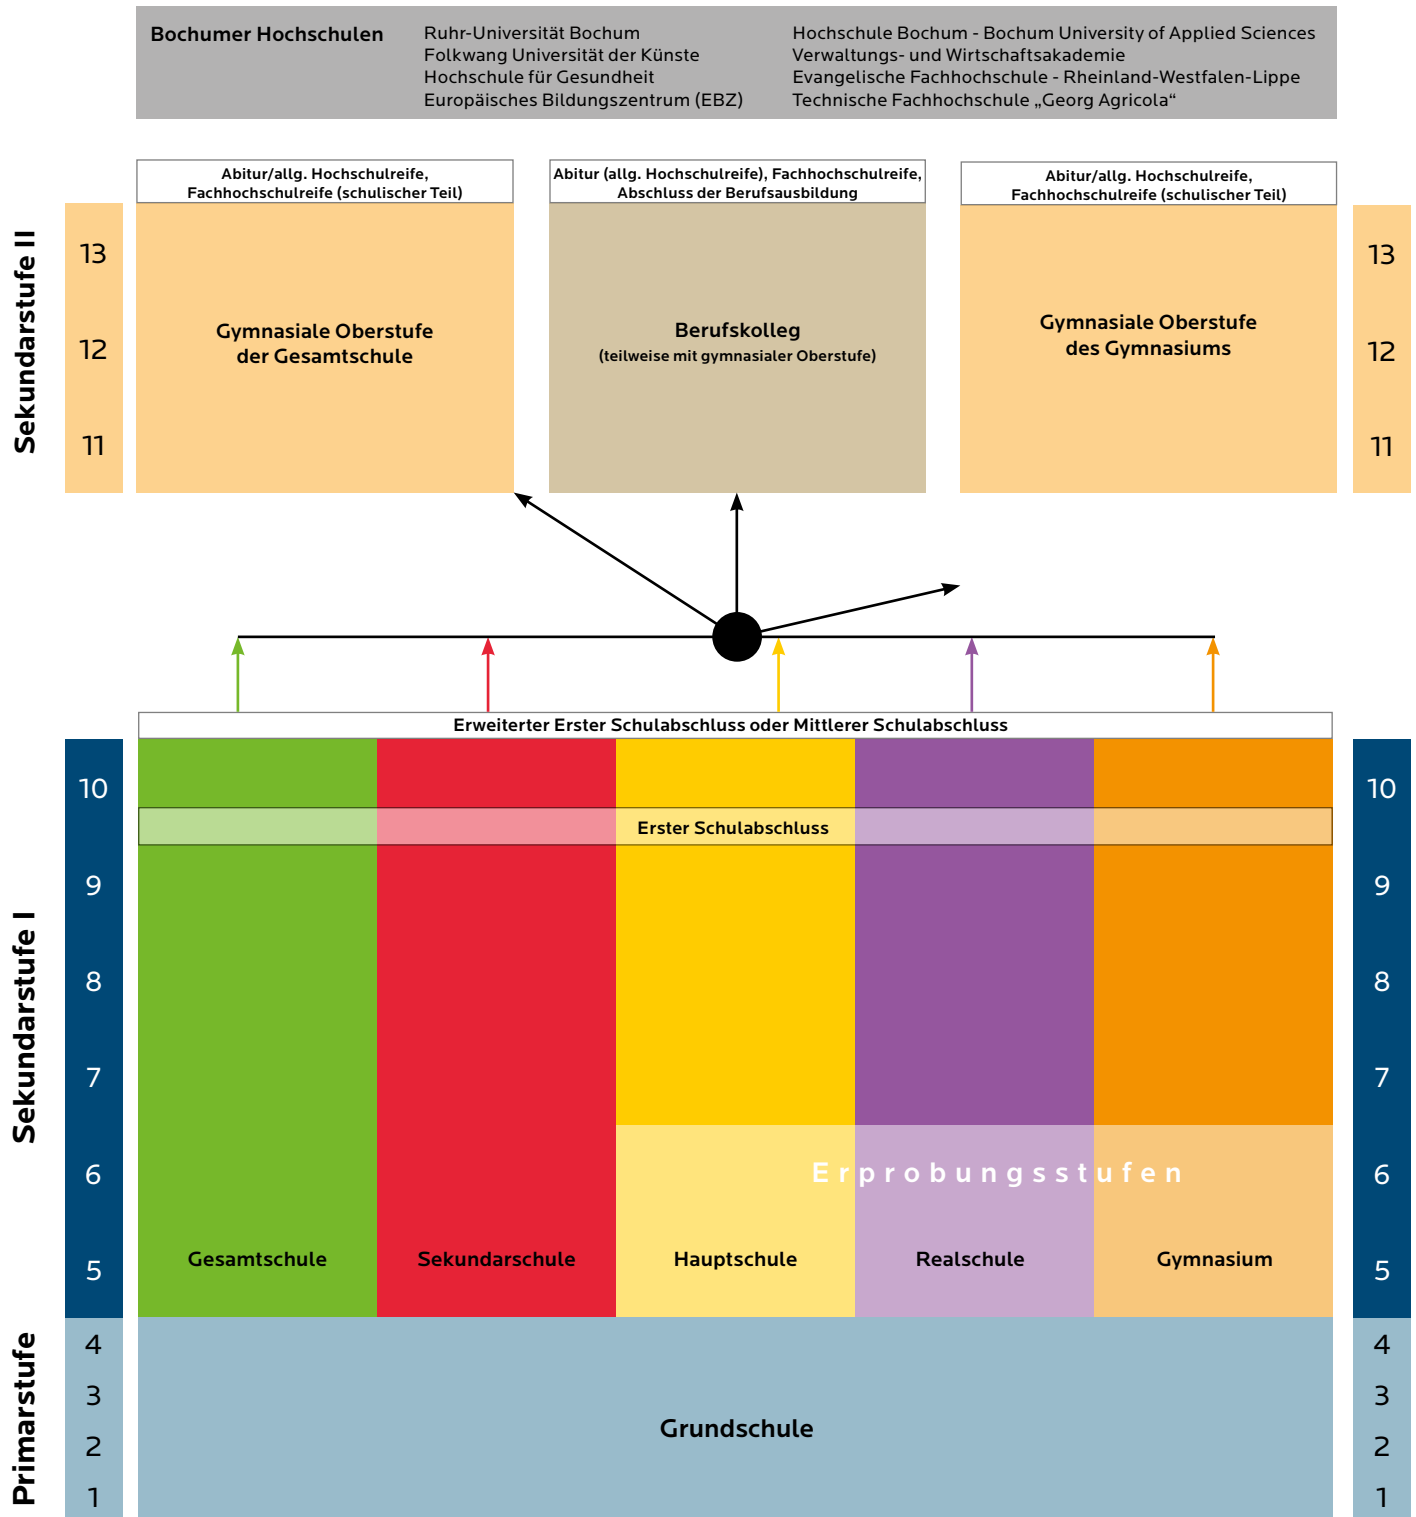 Bochumer Hochschulen
Ruhr-Universität Bochum
Folkwang Universität der Künste
Hochschule für Gesundheit
Europäisches Bildungszentrum (EBZ)
Hochschule Bochum - Bochum University of Applied Sciences
Verwaltungs- und Wirtschaftsakademie
Evangelische Fachhochschule - Rheinland-Westfalen-Lippe
Technische Fachhochschule „Georg Agricola“
Sekundarstufe II
13
12
11
Abitur/allg. Hochschulreife,
Fachhochschulreife (schulischer Teil)
Gymnasiale Oberstufe
der Gesamtschule
Abitur (allg. Hochschulreife), Fachhochschulreife,
Abschluss der Berufsausbildung
Berufskolleg
(teilweise mit gymnasialer Oberstufe)
Abitur/allg. Hochschulreife,
Fachhochschulreife (schulischer Teil)
Gymnasiale Oberstufe
des Gymnasiums
13
12
11
Erweiterter Erster Schulabschluss oder Mittlerer Schulabschluss
Sekundarstufe I
10
9
8
7
6
5
Erster Schulabschluss
Erprobungsstufen
Gesamtschule
Sekundarschule
Hauptschule
Realschule
Gymnasium
10
9
8
7
6
5
Primarstufe
4
3
2
1
Grundschule
4
3
2
1